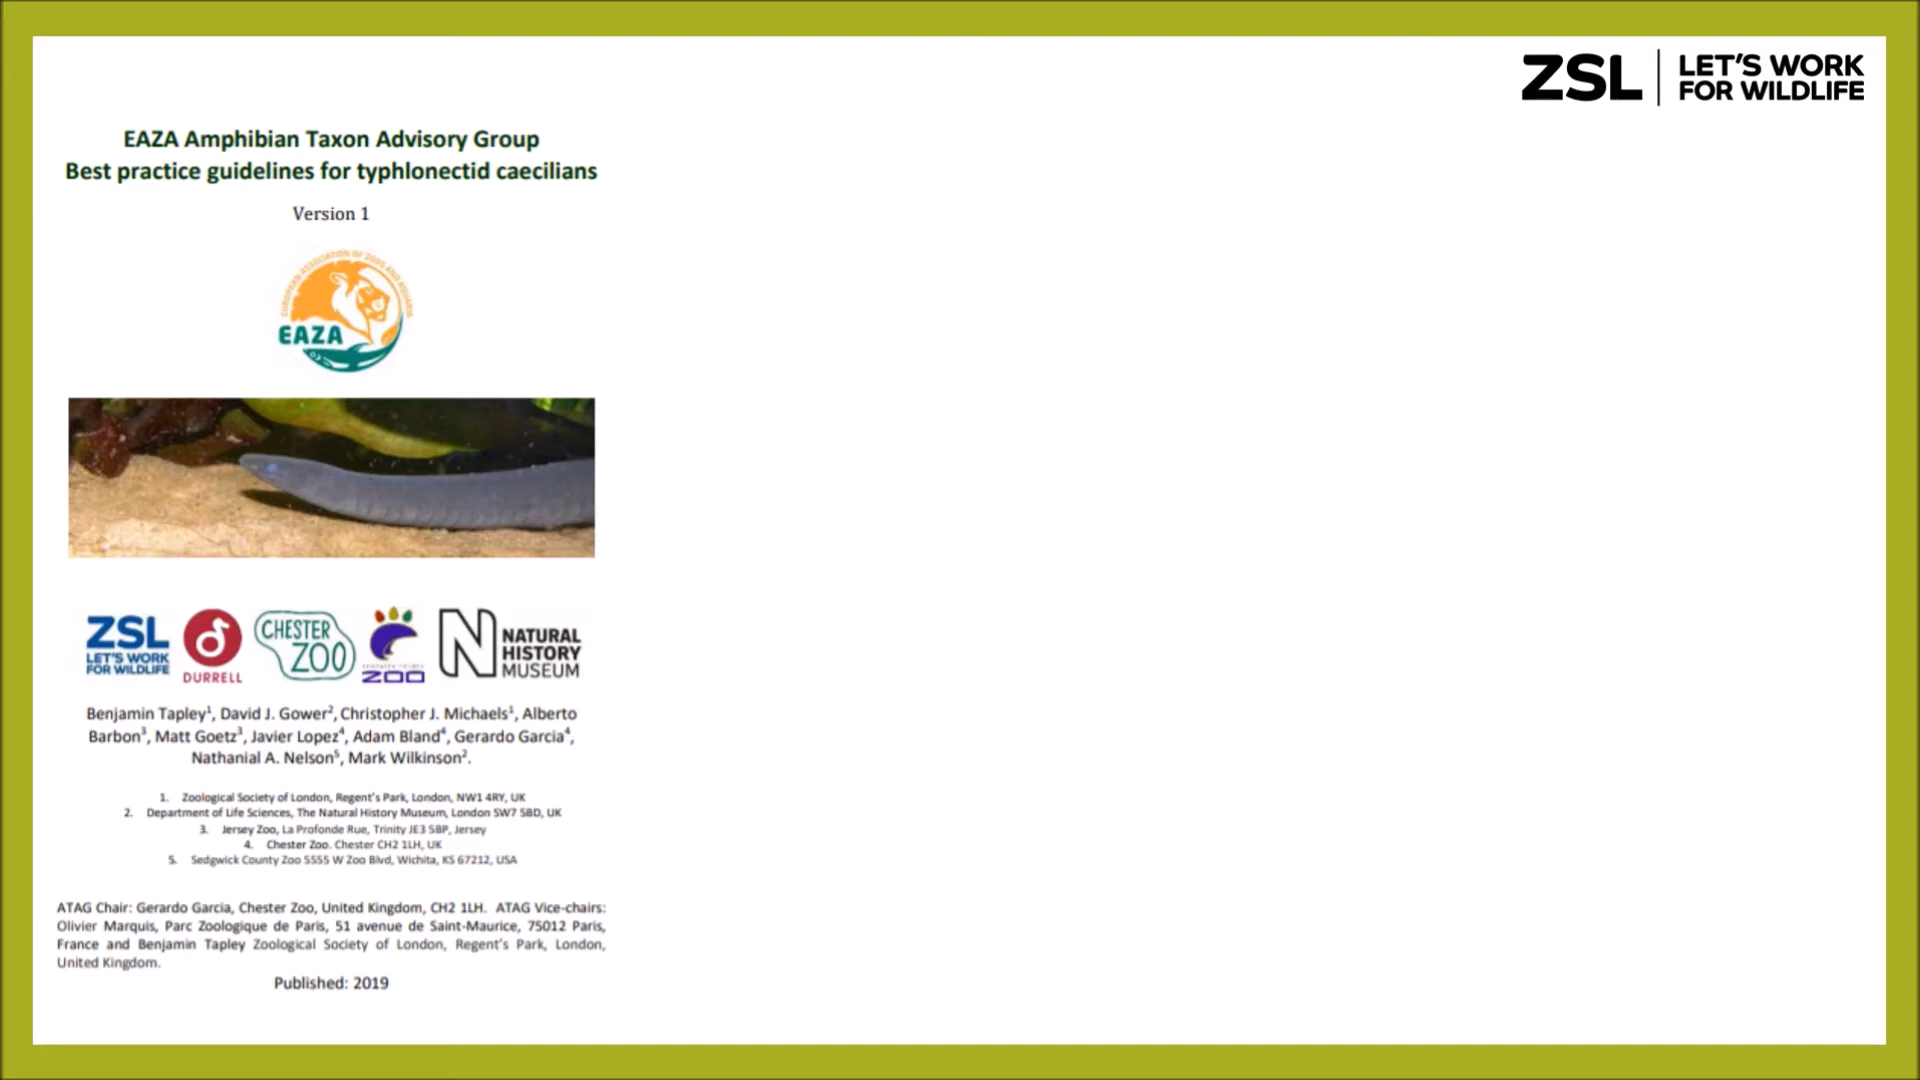 ZSL
LET'S WORK
FOR WILDLIFE
EAZA Amphibian Taxon Advisory Group
Best practice guidelines for typhlonectid caecilians
Version 1
EUROPEAN ASSOCIATION OF ZOOS AND AQUARIA
EAZA
ZSL
LET'S WORK
FOR WILDLIFE
DURRELL
CHESTER
ZOO
ZOO
NATURAL
HISTORY
MUSEUM
Benjamin Tapley¹, David J. Gower², Christopher J. Michaels¹, Alberto
Barbon³, Matt Goetz³, Javier Lopez⁴, Adam Bland⁴, Gerardo Garcia⁴,
Nathanial A. Nelson⁵, Mark Wilkinson².
1. Zoological Society of London, Regent's Park, London, NW1 4RY, UK
2. Department of Life Sciences, The Natural History Museum, London SW7 5BD, UK
3. Jersey Zoo, La Profonde Rue, Trinity JE3 5BP, Jersey
4. Chester Zoo. Chester CH2 1LH, UK
5. Sedgwick County Zoo 5555 W Zoo Blvd, Wichita, KS 67212, USA
ATAG Chair: Gerardo Garcia, Chester Zoo, United Kingdom, CH2 1LH. ATAG Vice-chairs:
Olivier Marquis, Parc Zoologique de Paris, 51 avenue de Saint-Maurice, 75012 Paris,
France and Benjamin Tapley Zoological Society of London, Regent's Park, London,
United Kingdom.
Published: 2019